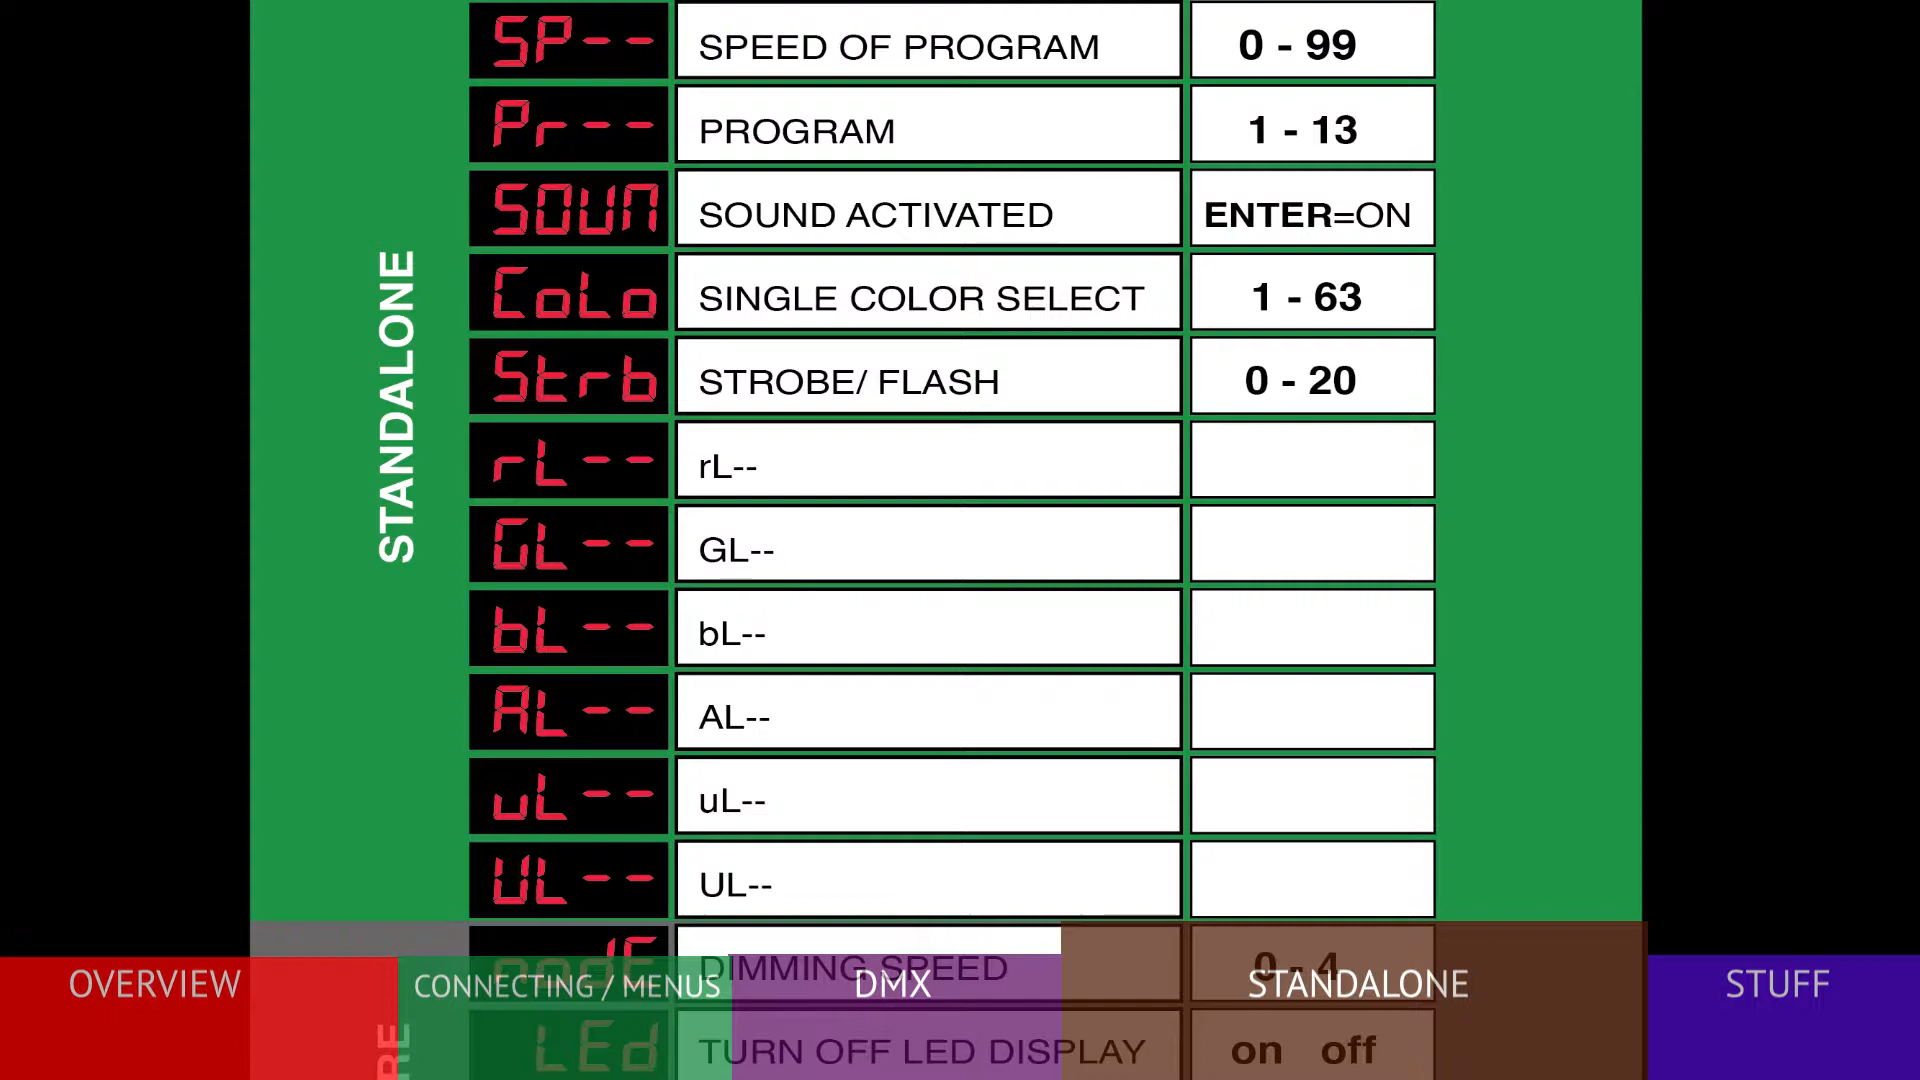 STANDALONE
SP-- SPEED OF PROGRAM 0 - 99
Pr-- PROGRAM 1 - 13
SOUN SOUND ACTIVATED ENTER=ON
CoLo SINGLE COLOR SELECT 1 - 63
Strb STROBE/ FLASH 0 - 20
rL-- rL--
GL-- GL--
bL-- bL--
AL-- AL--
uL-- uL--
UL-- UL--
DIMMING SPEED 0 - 4
OVERVIEW CONNECTING / MENUS DMX STANDALONE STUFF
LEd TURN OFF LED DISPLAY on off